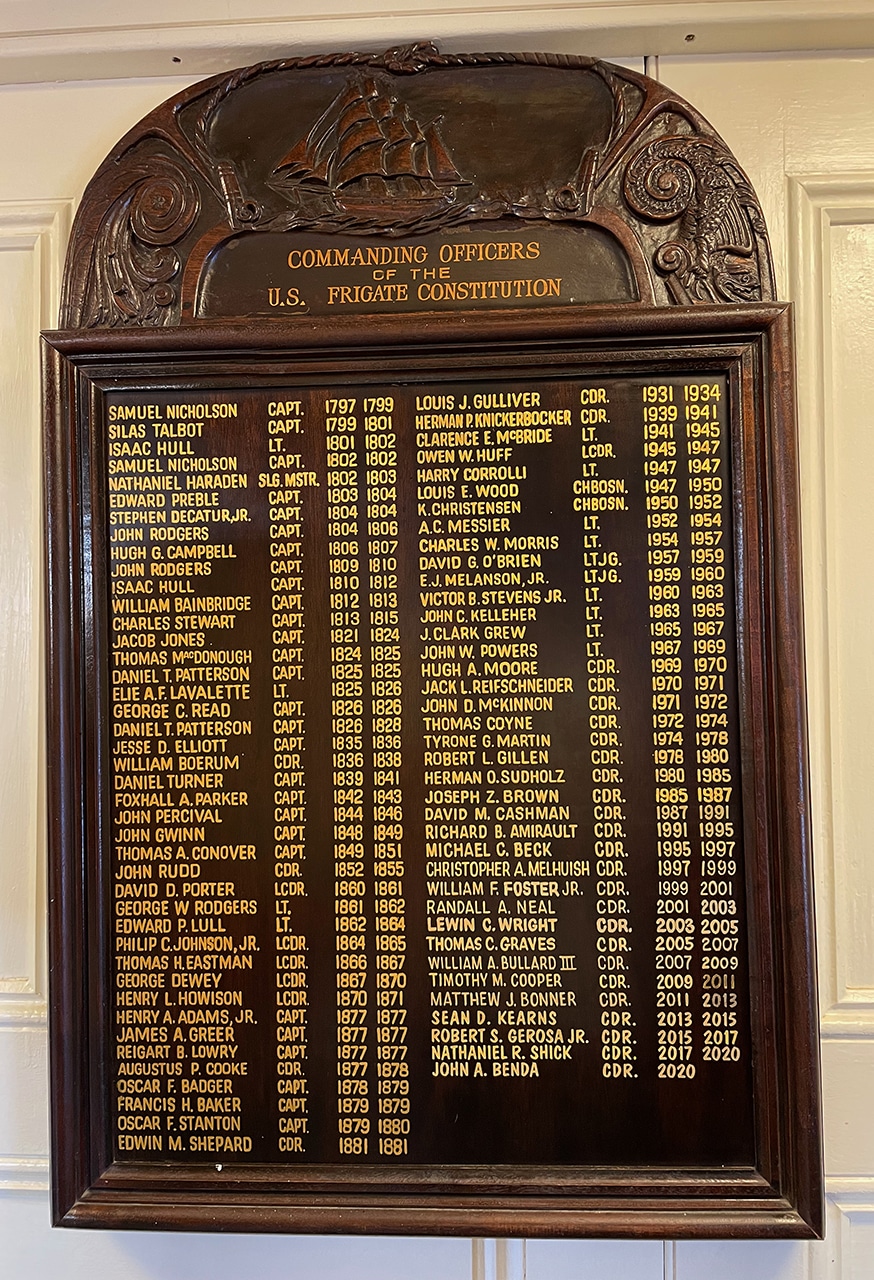 COMMANDING OFFICERS
OF THE
U.S. FRIGATE CONSTITUTION
SAMUEL NICHOLSON CAPT. 1797 1799
SILAS TALBOT CAPT. 1799 1801
ISAAC HULL LT. 1801 1802
SAMUEL NICHOLSON CAPT. 1802 1802
NATHANIEL HARADEN SLG. MSTR. 1802 1803
EDWARD PREBLE CAPT. 1803 1804
STEPHEN DECATUR, JR. CAPT. 1804 1804
JOHN RODGERS CAPT. 1804 1806
HUGH G. CAMPBELL CAPT. 1806 1807
JOHN RODGERS CAPT. 1809 1810
ISAAC HULL CAPT. 1810 1812
WILLIAM BAINBRIDGE CAPT. 1812 1813
CHARLES STEWART CAPT. 1813 1815
JACOB JONES CAPT. 1821 1824
THOMAS MACDONOUGH CAPT. 1824 1825
DANIEL T. PATTERSON CAPT. 1825 1825
ELIE A.F. LAVALETTE LT. 1825 1826
GEORGE C. READ CAPT. 1826 1826
DANIEL T. PATTERSON CAPT. 1826 1828
JESSE D. ELLIOTT CAPT. 1835 1836
WILLIAM BOERUM CDR. 1836 1838
DANIEL TURNER CAPT. 1839 1841
FOXHALL A. PARKER CAPT. 1842 1843
JOHN PERCIVAL CAPT. 1844 1846
JOHN GWINN CAPT. 1848 1849
THOMAS A. CONOVER CAPT. 1849 1851
JOHN RUDD CDR. 1852 1855
DAVID D. PORTER LCDR. 1860 1861
GEORGE W RODGERS LT. 1861 1862
EDWARD P. LULL LT. 1862 1864
PHILIP C. JOHNSON, JR. LCDR. 1864 1865
THOMAS H. EASTMAN LCDR. 1866 1867
GEORGE DEWEY LCDR. 1867 1870
HENRY L. HOWISON LCDR. 1870 1871
HENRY A. ADAMS, JR. CAPT. 1877 1877
JAMES A. GREER CAPT. 1877 1877
REIGART B. LOWRY CAPT. 1877 1877
AUGUSTUS P. COOKE CDR. 1877 1878
OSCAR F. BADGER CAPT. 1878 1879
FRANCIS H. BAKER CAPT. 1879 1879
OSCAR F. STANTON CAPT. 1879 1880
EDWIN M. SHEPARD CDR. 1881 1881
LOUIS J. GULLIVER CDR. 1931 1934
HERMAN P. KNICKERBOCKER CDR. 1939 1941
CLARENCE E. McBRIDE LT. 1941 1945
OWEN W. HUFF LCDR. 1945 1947
HARRY CORROLLI LT. 1947 1947
LOUIS E. WOOD CHBOSN. 1947 1950
K. CHRISTENSEN CHBOSN. 1950 1952
A.C. MESSIER LT. 1952 1954
CHARLES W. MORRIS LT. 1954 1957
DAVID G. O'BRIEN LTJG. 1957 1959
E.J. MELANSON, JR. LTJG. 1959 1960
VICTOR B. STEVENS JR. LT. 1960 1963
JOHN C. KELLEHER LT. 1963 1965
J. CLARK GREW LT. 1965 1967
JOHN W. POWERS LT. 1967 1969
HUGH A. MOORE CDR. 1969 1970
JACK L. REIFSCHNEIDER CDR. 1970 1971
JOHN D. McKINNON CDR. 1971 1972
THOMAS COYNE CDR. 1972 1974
TYRONE G. MARTIN CDR. 1974 1978
ROBERT L. GILLEN CDR. 1978 1980
HERMAN O. SUDHOLZ CDR. 1980 1985
JOSEPH Z. BROWN CDR. 1985 1987
DAVID M. CASHMAN CDR. 1987 1991
RICHARD B. AMIRAULT CDR. 1991 1995
MICHAEL C. BECK CDR. 1995 1997
CHRISTOPHER A. MELHUISH CDR. 1997 1999
WILLIAM F. FOSTER JR. CDR. 1999 2001
RANDALL A. NEAL CDR. 2001 2003
LEWIN C. WRIGHT CDR. 2003 2005
THOMAS C. GRAVES CDR. 2005 2007
WILLIAM A. BULLARD III CDR. 2007 2009
TIMOTHY M. COOPER CDR. 2009 2011
MATTHEW J. BONNER CDR. 2011 2013
SEAN D. KEARNS CDR. 2013 2015
ROBERT S. GEROSA JR. CDR. 2015 2017
NATHANIEL R. SHICK CDR. 2017 2020
JOHN A. BENDA CDR. 2020